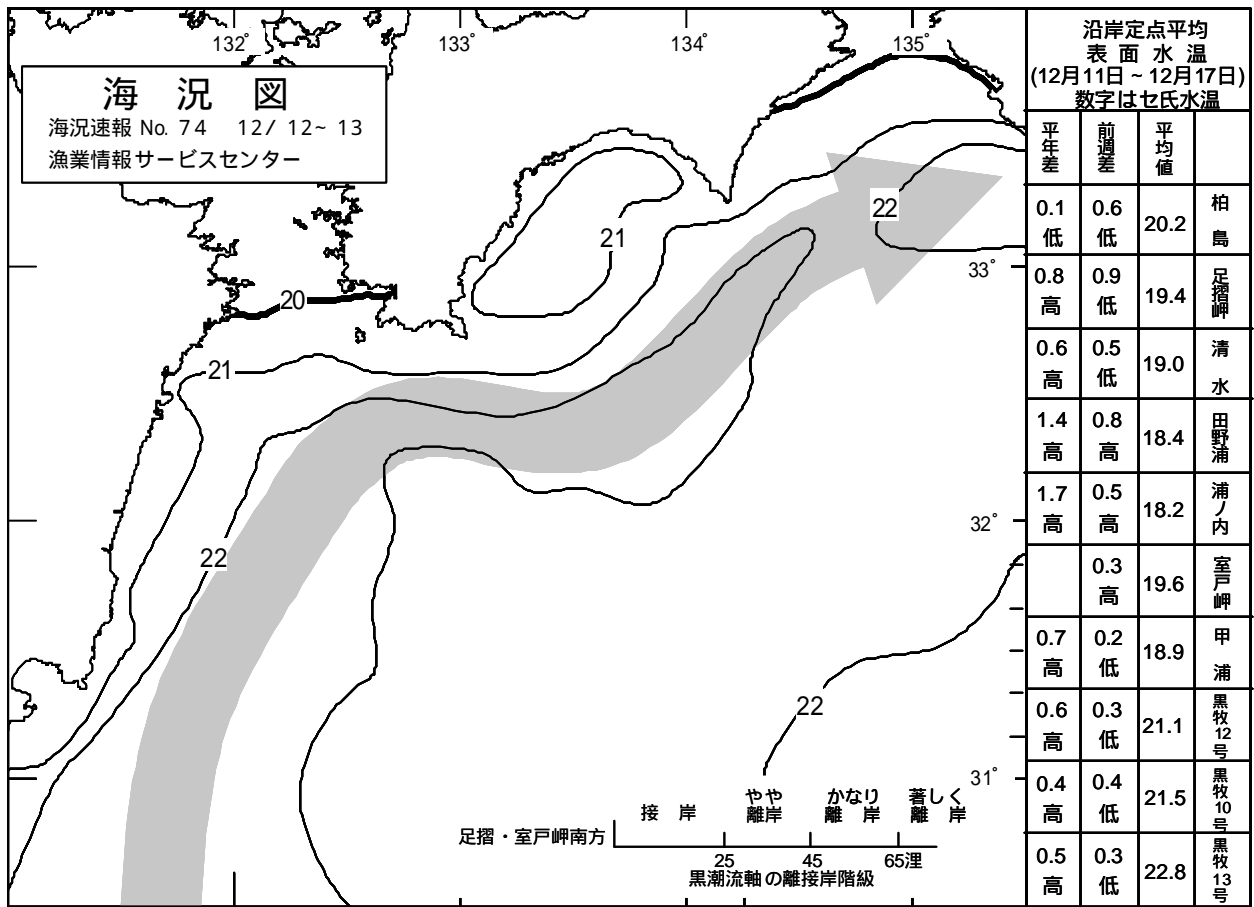 132°
133°
134°
135°
海況図
海況速報 No. 74 12/ 12~ 13
漁業情報サービスセンター
22
21
33°
20
21
32°
22
22
31°
接岸
やや離岸
かなり離岸
著しく離岸
足摺・室戸岬南方
25 45 65浬
黒潮流軸の離接岸階級
沿岸定点平均
表面水温
(12月11日~12月17日)
数字はセ氏水温
平年差 前週差 平均値
0.1低 0.6低 20.2 柏島
0.8高 0.9低 19.4 足摺岬
0.6高 0.5低 19.0 清水
1.4高 0.8高 18.4 田野浦
1.7高 0.5高 18.2 浦ノ内
0.3高 19.6 室戸岬
0.7高 0.2低 18.9 甲浦
0.6高 0.3低 21.1 黒牧12号
0.4高 0.4低 21.5 黒牧10号
0.5高 0.3低 22.8 黒牧13号